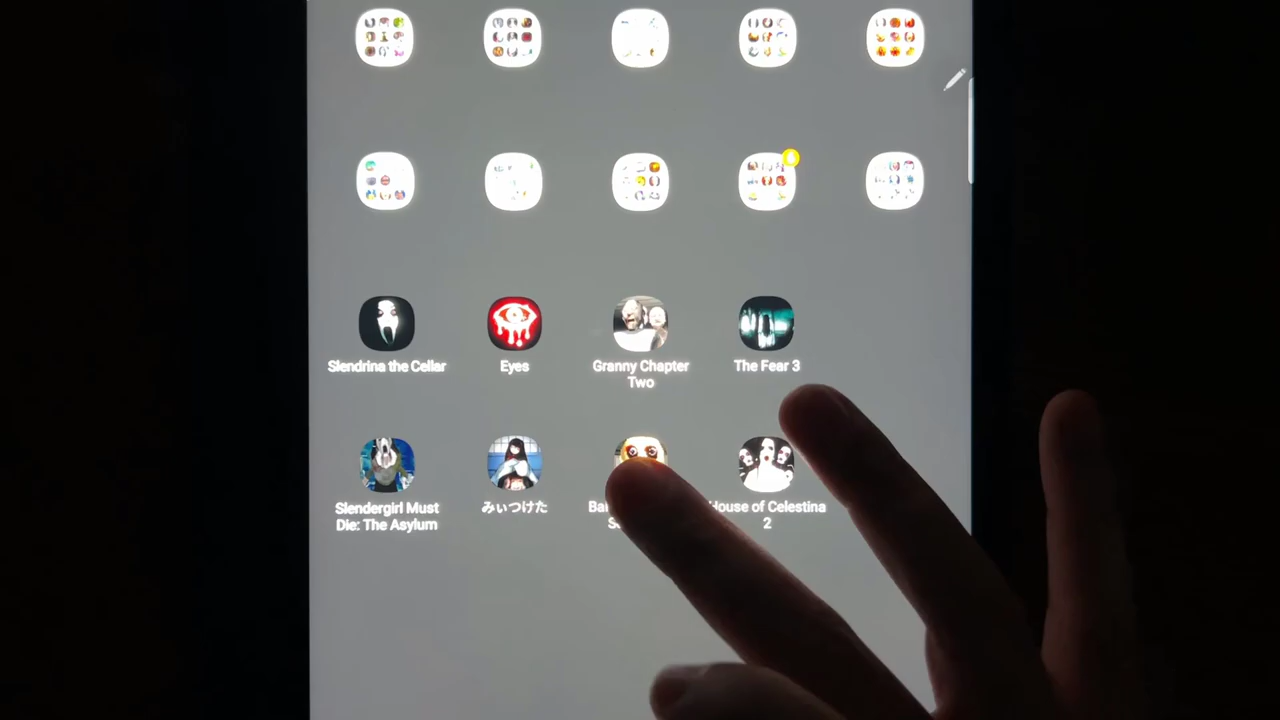 Slendrina the Cellar
Eyes
Granny Chapter
Two
The Fear 3
Slendergirl Must
Die: The Asylum
みぃつけた
House of Celestina
2